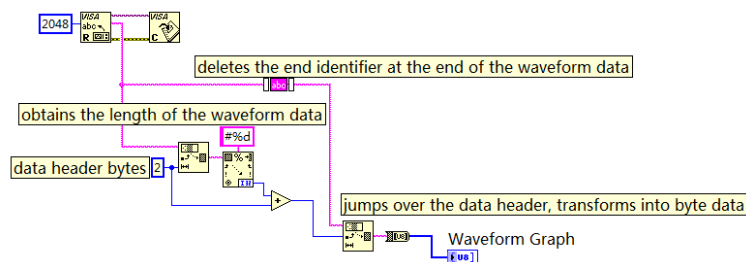 2048
VISA
abc
R
VISA
C
deletes the end identifier at the end of the waveform data
abc
obtains the length of the waveform data
#%d
data header bytes
2
%
+
jumps over the data header, transforms into byte data
[U8]
Waveform Graph
[U8]